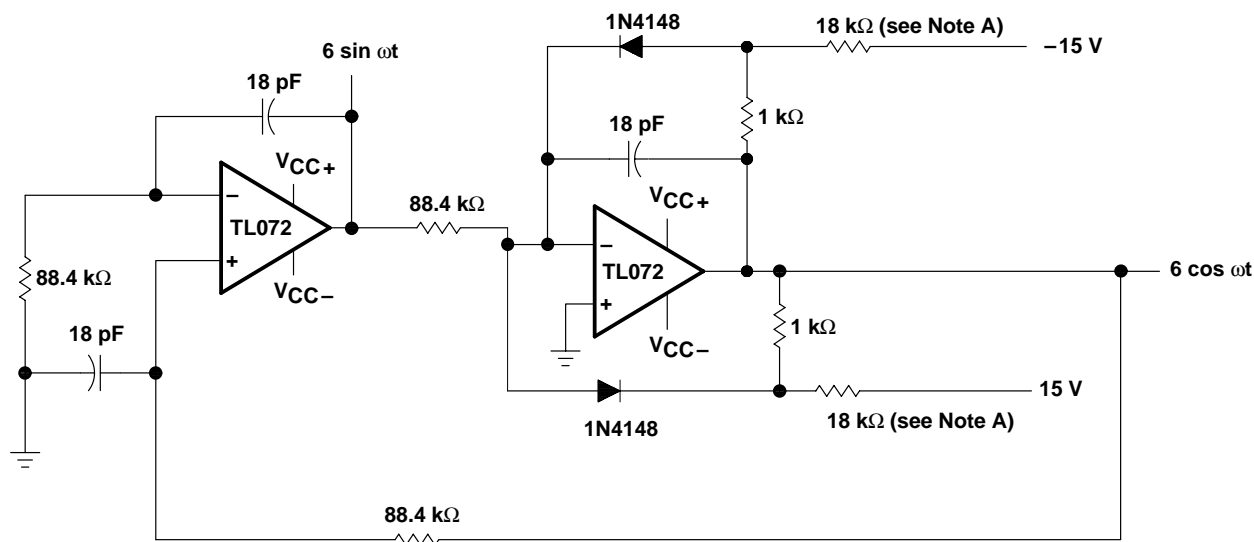 1N4148
18 kΩ (see Note A)
−15 V
6 sin ωt
18 pF
1 kΩ
18 pF
VCC+
−
TL072
+
VCC−
88.4 kΩ
88.4 kΩ
VCC+
−
TL072
+
VCC−
6 cos ωt
1 kΩ
18 pF
15 V
1N4148
18 kΩ (see Note A)
88.4 kΩ